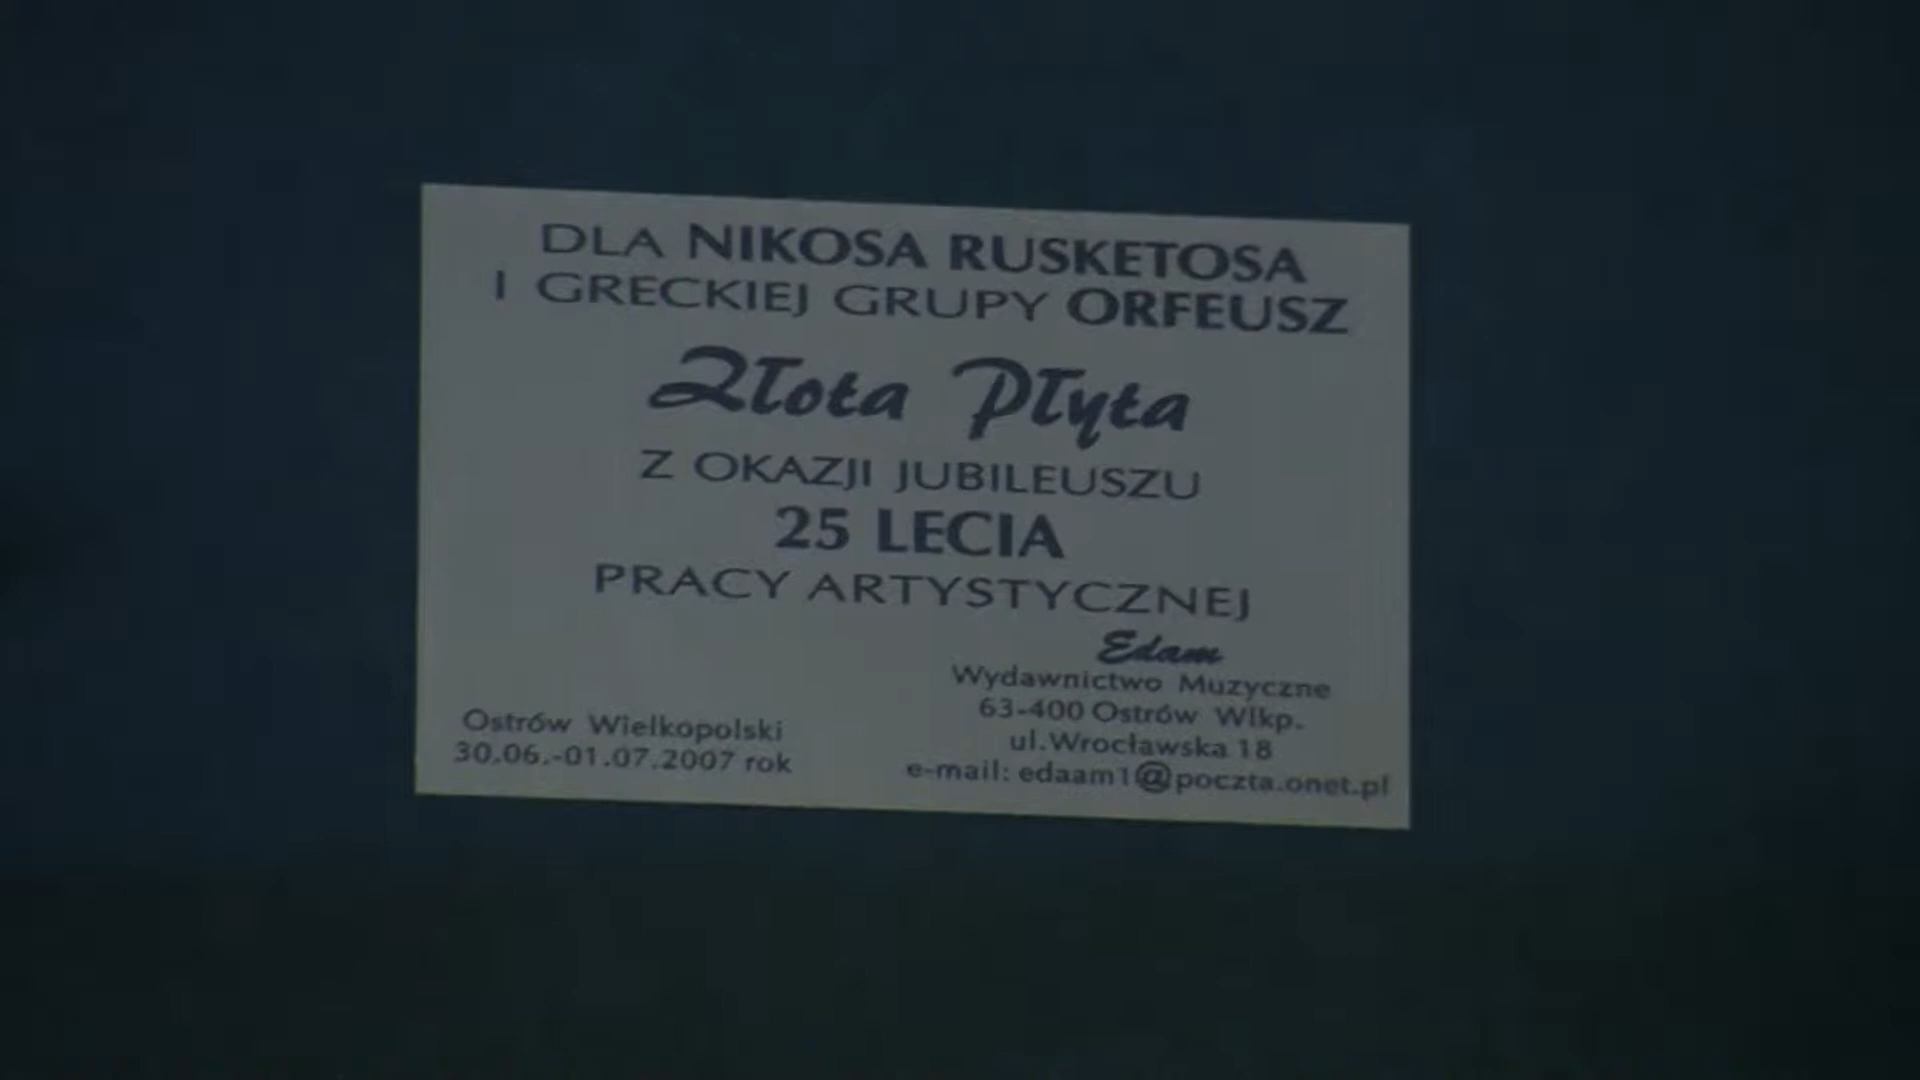 DLA NIKOSA RUSKETOSA
I GRECKIEJ GRUPY ORFEUSZ
Złota Płyta
Z OKAZJI JUBILEUSZU
25 LECIA
PRACY ARTYSTYCZNEJ
Edam
Wydawnictwo Muzyczne
63-400 Ostrów Wlkp.
ul.Wrocławska 18
e-mail: edaam1@poczta.onet.pl
Ostrów Wielkopolski
30.06.-01.07.2007 rok